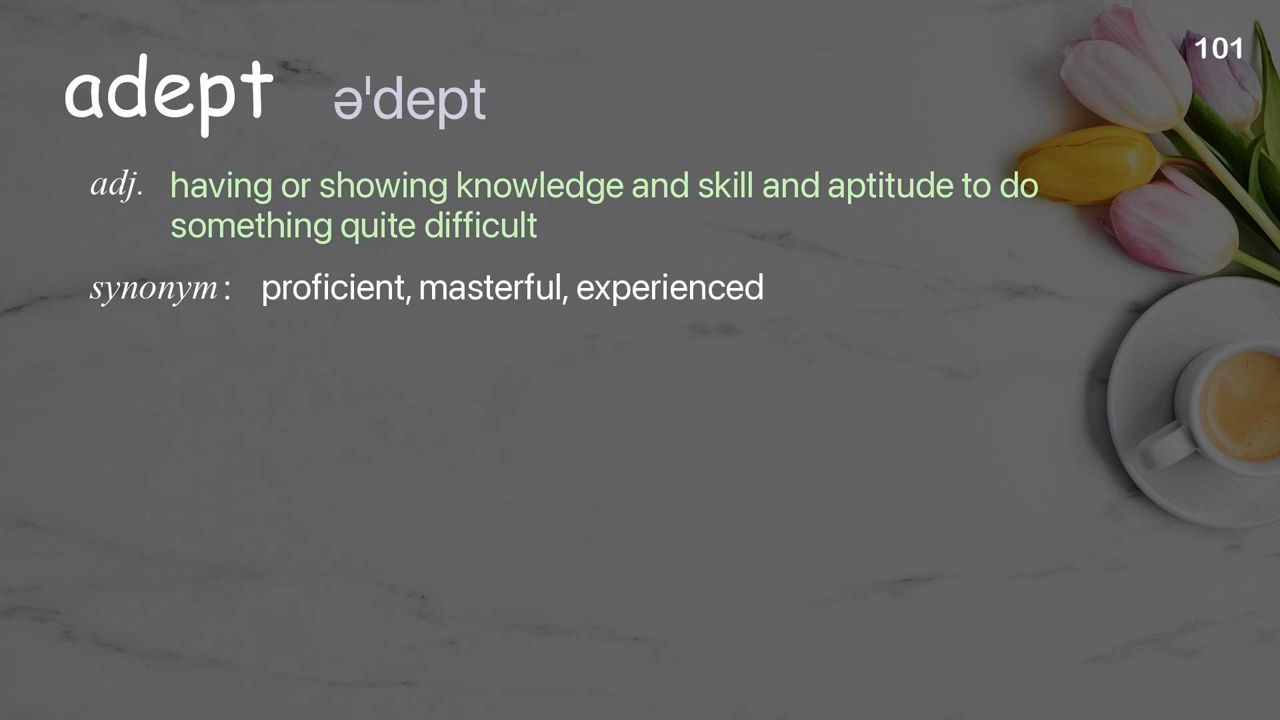 101
adept əˈdept
adj. having or showing knowledge and skill and aptitude to do
something quite difficult
synonym: proficient, masterful, experienced